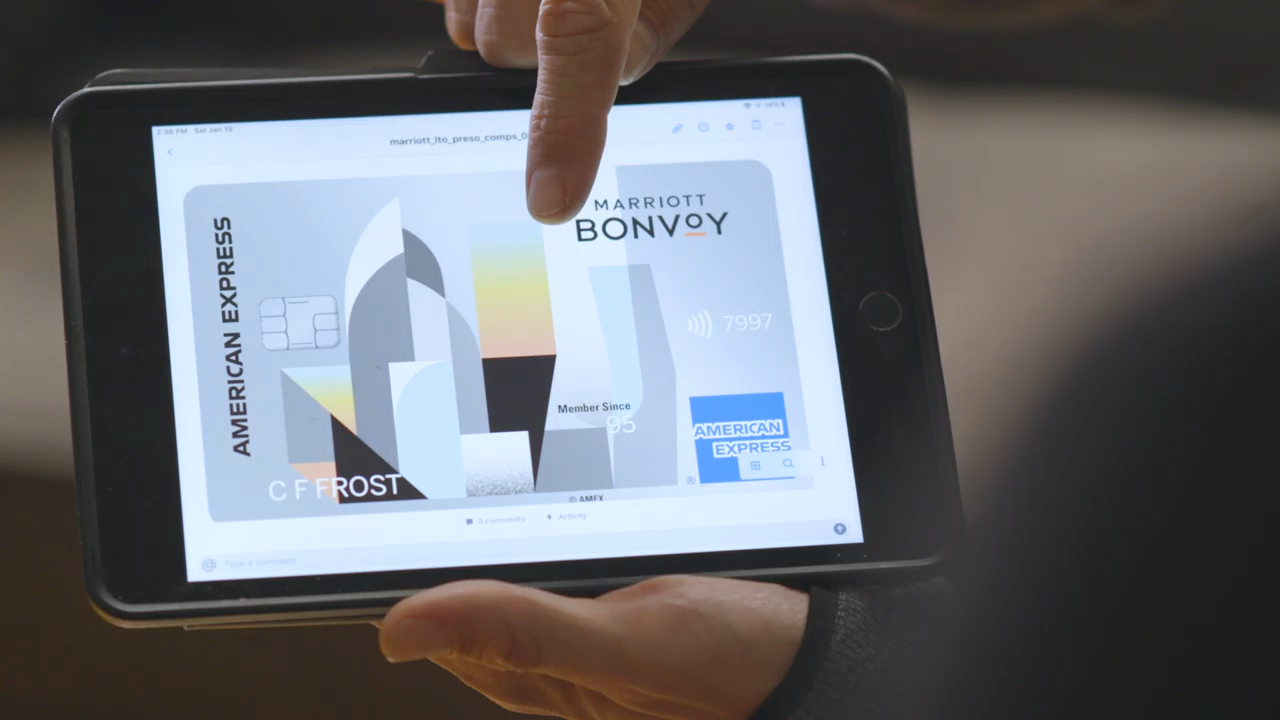 2:36 PM Sat Jan 19
14%
marriott_lto_preso_comps_0
AMERICAN EXPRESS
MARRIOTT
BONVOY
7997
Member Since
95
AMERICAN
EXPRESS
®
C F FROST
© AMEX
0 comments
Activity
@ Type a comment